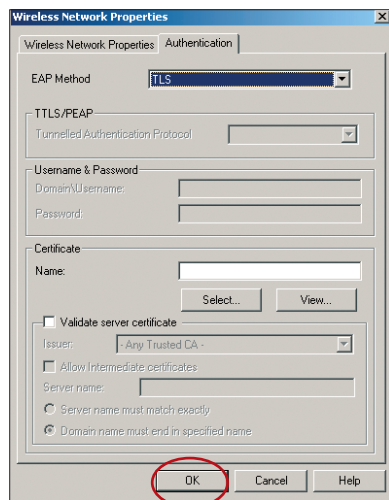 Wireless Network Properties
Wireless Network Properties Authentication
EAP Method TLS
TTLS/PEAP
Tunnelled Authentication Protocol
Username & Password
Domain\Username:
Password:
Certificate
Name:
Select... View...
Validate server certificate
Issuer: - Any Trusted CA -
Allow Intermediate certificates
Server name:
Server name must match exactly
Domain name must end in specified name
OK Cancel Help